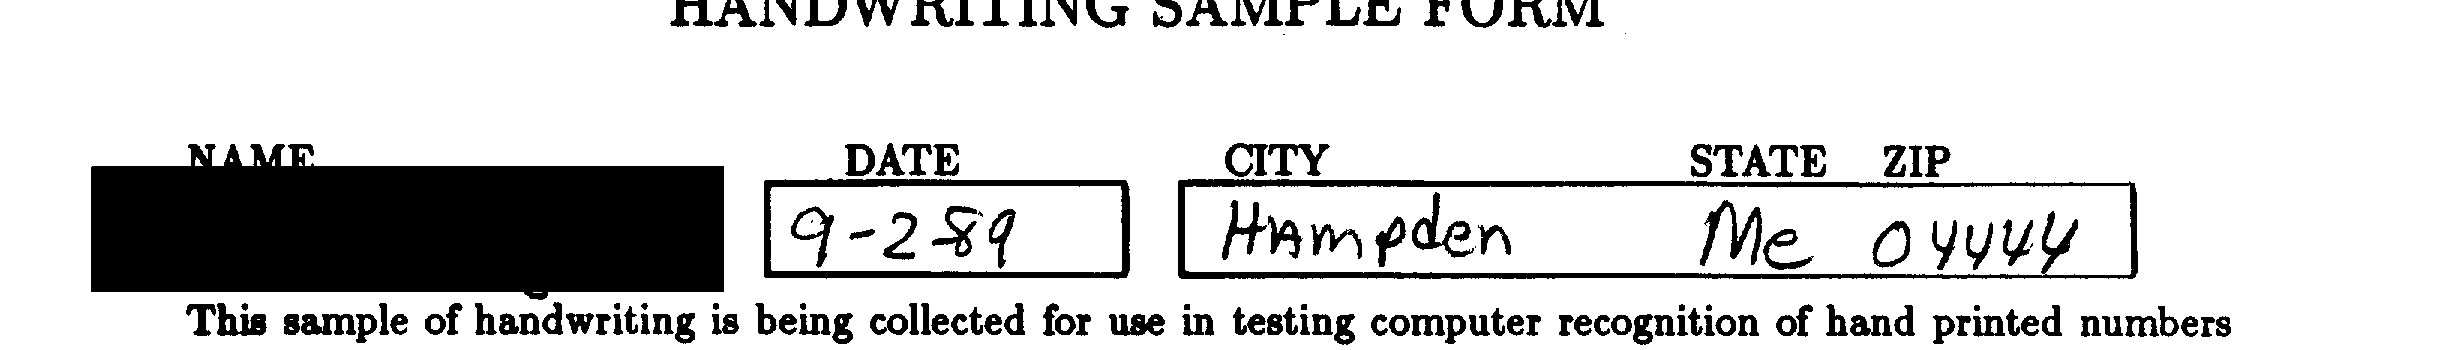 HANDWRITING SAMPLE FORM
NAME DATE CITY STATE ZIP
9-2-89 HAmpden Me 04444
This sample of handwriting is being collected for use in testing computer recognition of hand printed numbers